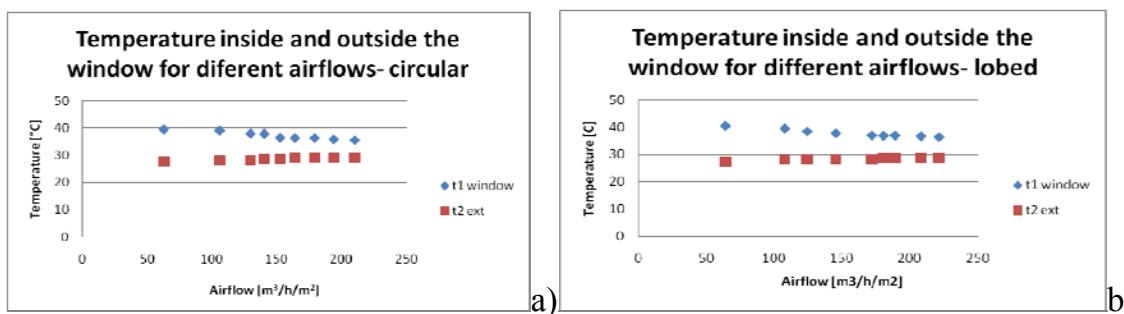 Temperature inside and outside the
window for diferent airflows- circular
Temperature [°C]
50
40
30
20
10
0
0 50 100 150 200 250
Airflow [m³/h/m²]
t1 window
t2 ext
a)
Temperature inside and outside the
window for different airflows- lobed
Temperature [C]
50
40
30
20
10
0
0 50 100 150 200 250
Airflow [m3/h/m2]
t1 window
t2 ext
b